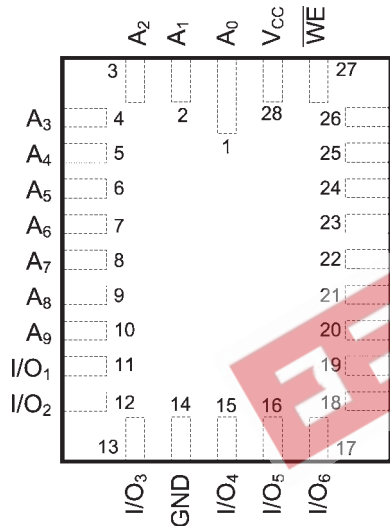 A2 A1 A0 VCC WE
3 27
2 28
1
A3 4 26
A4 5 25
A5 6 24
A6 7 23
A7 8 22
A8 9 21
A9 10 20
I/O1 11 19
I/O2 12 14 15 16 18
13 17
I/O3 GND I/O4 I/O5 I/O6